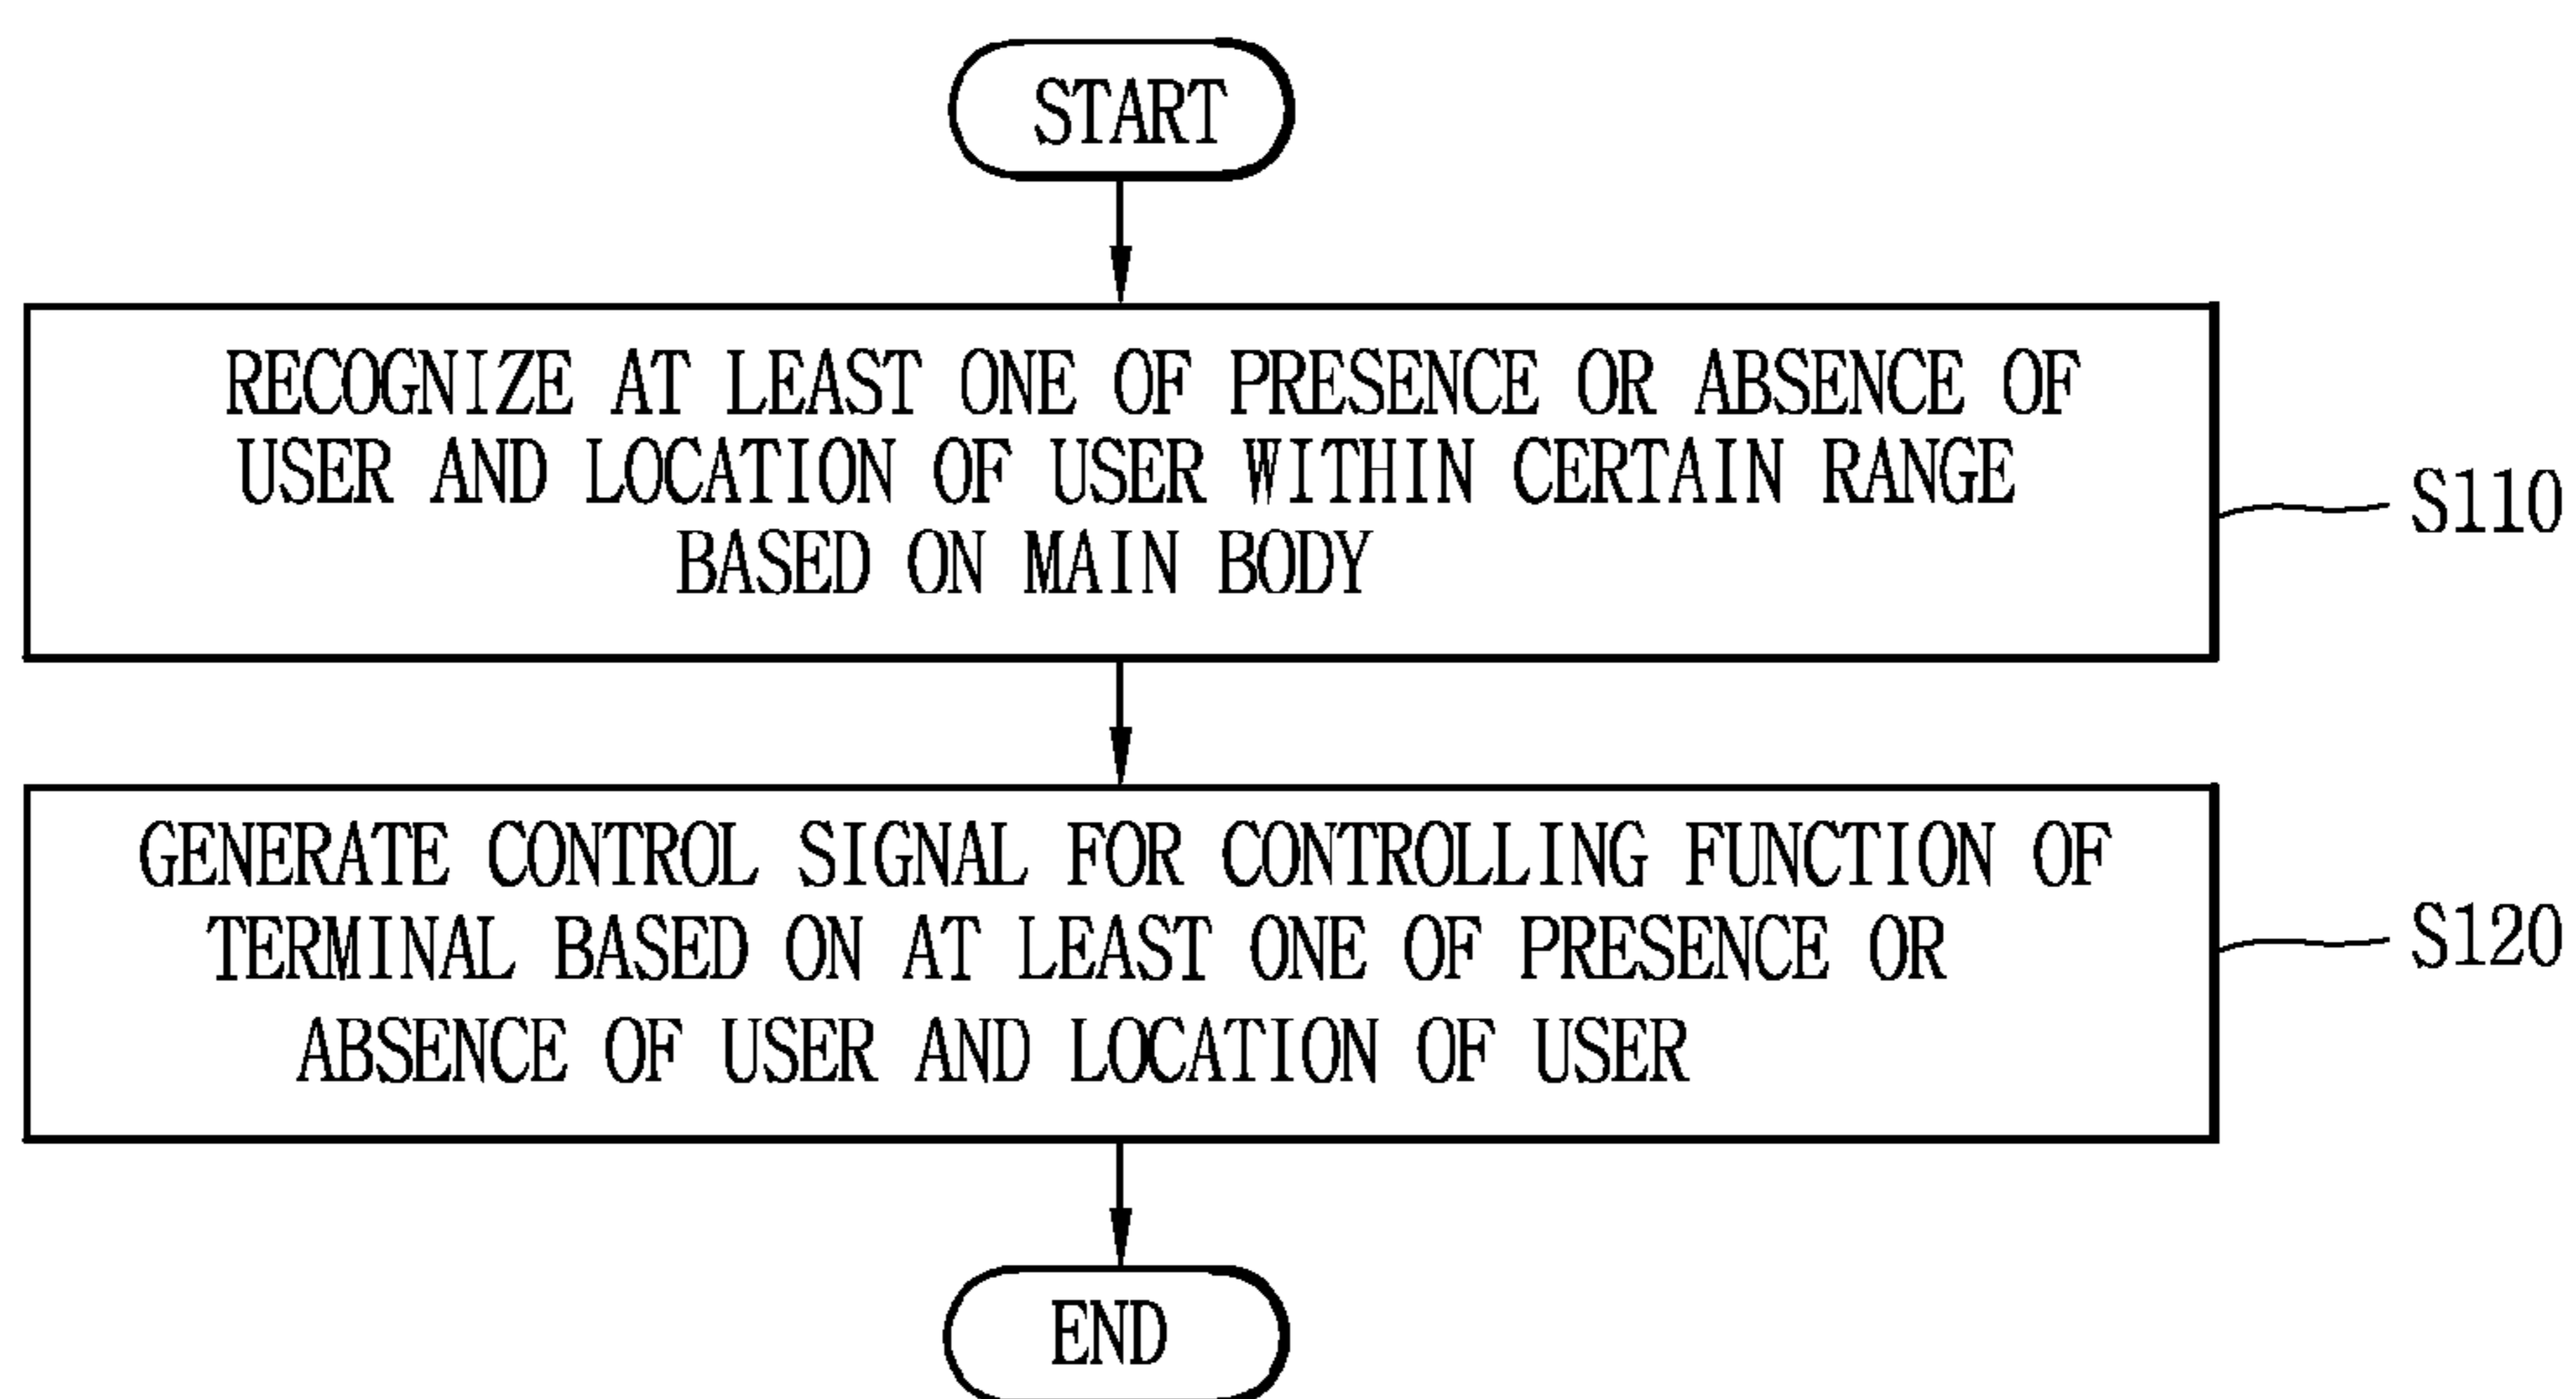 START
RECOGNIZE AT LEAST ONE OF PRESENCE OR ABSENCE OF
USER AND LOCATION OF USER WITHIN CERTAIN RANGE
BASED ON MAIN BODY
S110
GENERATE CONTROL SIGNAL FOR CONTROLLING FUNCTION OF
TERMINAL BASED ON AT LEAST ONE OF PRESENCE OR
ABSENCE OF USER AND LOCATION OF USER
S120
END